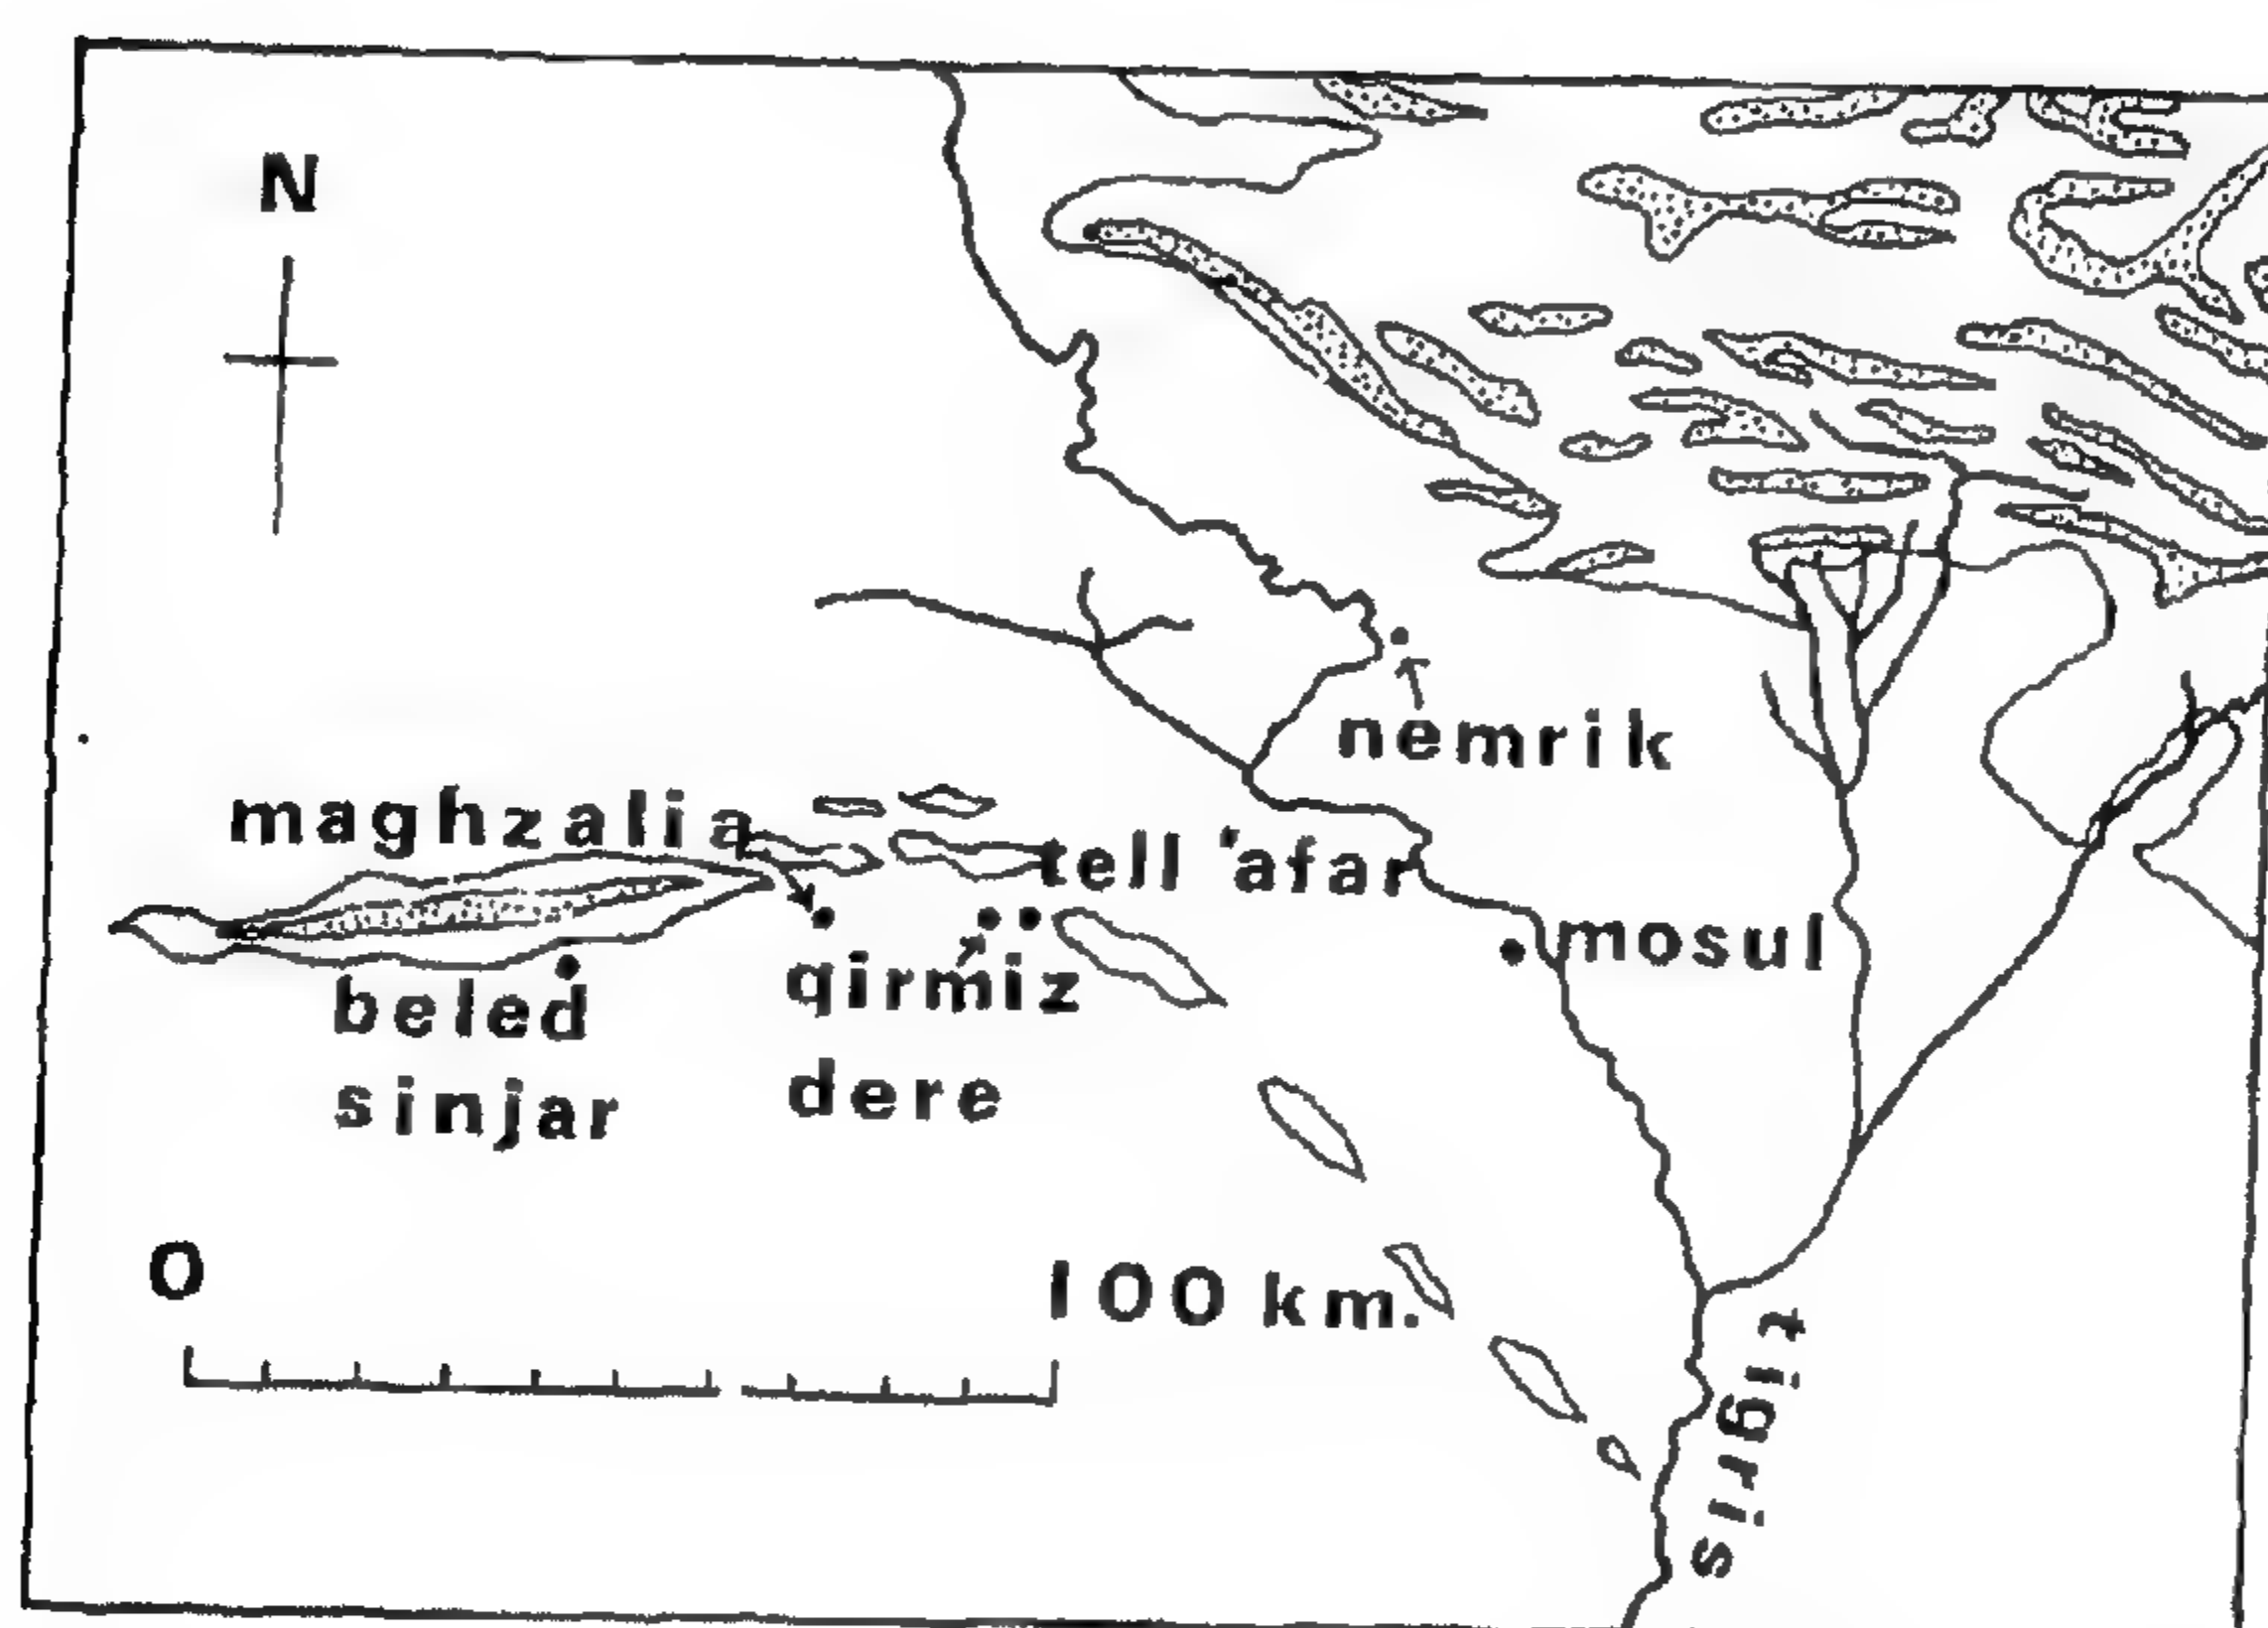 N
nemrik
maghzalia
tell 'afar
mosul
qirmiz
dere
beled
sinjar
0
100 km.
tigris